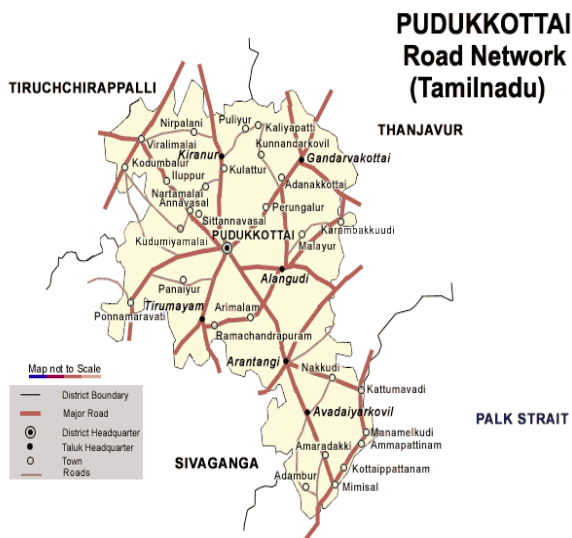 PUDUKKOTTAI
Road Network
(Tamilnadu)
TIRUCHCHIRAPPALLI
THANJAVUR
Nirpalani
Puliyur
Kaliyapatti
Viralimalai
Kunnandarkovil
Kiranur
Gandarvakottai
Kodumbalur
Kulattur
Iluppur
Adanakkottai
Nartamalai
Annavasal
Perungalur
Sittannavasal
Karambakkuudi
Kudumiyamalai
PUDUKKOTTAI
Malayur
Alangudi
Panaiyur
Tirumayam
Arimalam
Ponnamaravati
Ramachandrapuram
Arantangi
Nakkudi
Map not to Scale
Kattumavadi
District Boundary
Major Road
Avadaiyarkovil
PALK STRAIT
District Headquarter
Manamelkudi
Taluk Headquarter
Amaradakki
Ammapattinam
Town
SIVAGANGA
Kottaippattanam
Roads
Adambur
Mimisal